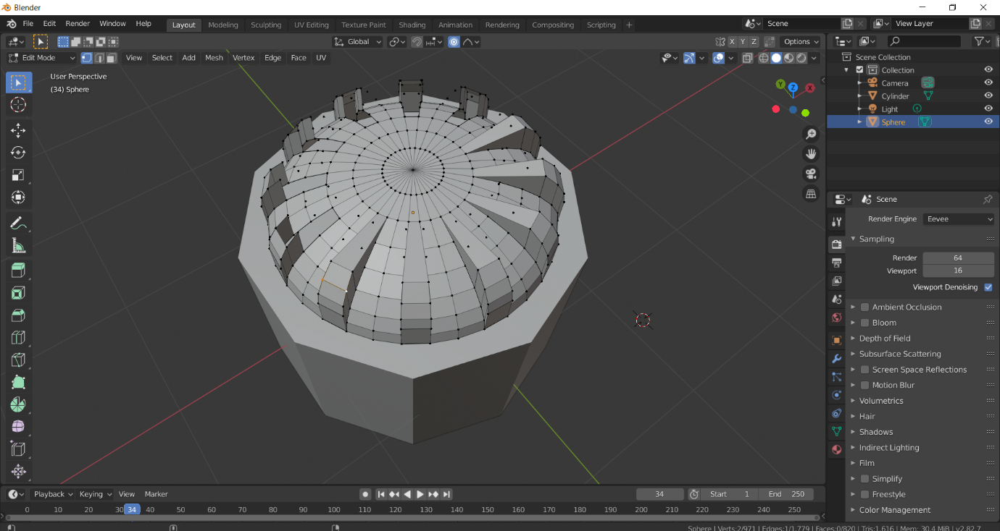 Blender
File Edit Render Window Help Layout Modeling Sculpting UV Editing Texture Paint Shading Animation Rendering Compositing Scripting + Scene View Layer
Global X Y Z Options
Edit Mode View Select Add Mesh Vertex Edge Face UV
User Perspective
(34) Sphere
Y Z X
Scene Collection
Collection
Camera
Cylinder
Light
Sphere
Scene
Render Engine Eevee
Sampling
Render 64
Viewport 16
Viewport Denoising
Ambient Occlusion
Bloom
Depth of Field
Subsurface Scattering
Screen Space Reflections
Motion Blur
Volumetrics
Hair
Shadows
Indirect Lighting
Film
Simplify
Freestyle
Color Management
Playback Keying View Marker 34 Start 1 End 250
0 10 20 30 34 40 50 60 70 80 90 100 110 120 130 140 150 160 170 180 190 200 210 220 230 240 250
Sphere | Verts:2/971 | Edges:1/1,779 | Faces:0/820 | Tris:1,616 | Mem: 30.4 MiB | v2.82.7